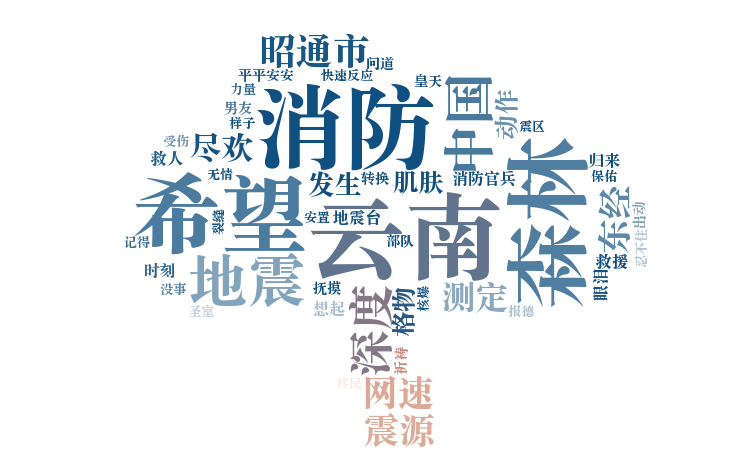 昭通市
问道
平平安安
快速反应
皇天
力量
消防
中国
动作
男友
样子
震区
受伤
尽欢
救人
森林
归来
无情
发生
转换
肌肤
消防官兵
保佑
希望
云南
裂缝
安置
地震台
东经
出动
记得
部队
忍不住
时刻
地震
救援
眼泪
没事
抚摸
深度
格物
核爆
测定
圣室
想起
报德
祈祷
移民
网速
震源